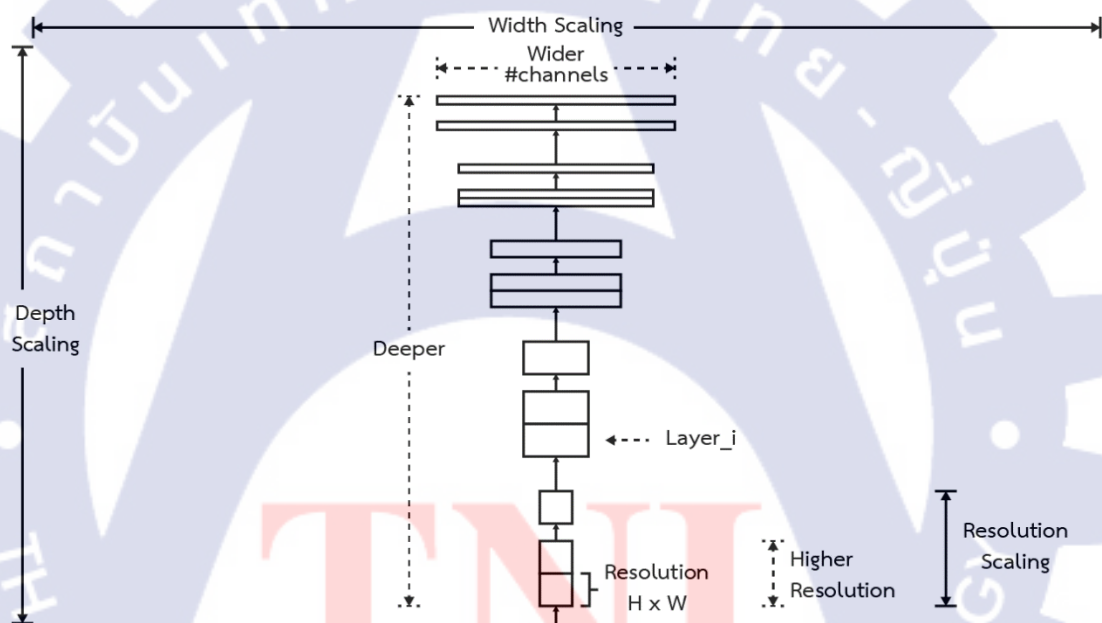 Width Scaling
Wider
#channels
Depth
Scaling
Deeper
Layer_i
Resolution
Scaling
Higher
Resolution
Resolution
H x W
TNI